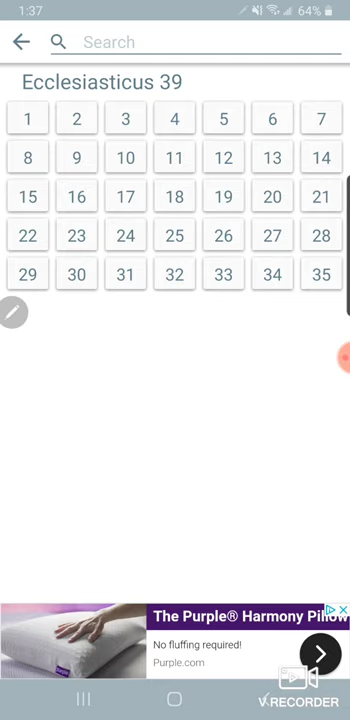 1:37
64%
Search
Ecclesiasticus 39
1 2 3 4 5 6 7
8 9 10 11 12 13 14
15 16 17 18 19 20 21
22 23 24 25 26 27 28
29 30 31 32 33 34 35
The Purple® Harmony Pillow
No fluffing required!
Purple.com
purple
V.RECORDER